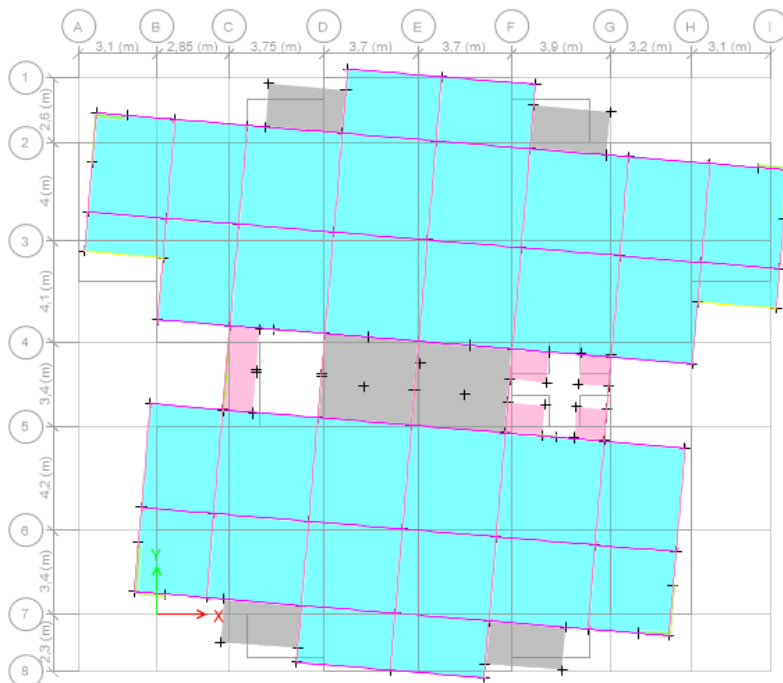 A B C D E F G H I
3,1 (m) 2,85 (m) 3,75 (m) 3,7 (m) 3,7 (m) 3,9 (m) 3,2 (m) 3,1 (m)
1
2,6 (m)
2
4 (m)
3
4,1 (m)
4
3,4 (m)
5
4,2 (m)
6
3,4 (m)
Y
X
7
2,3 (m)
8